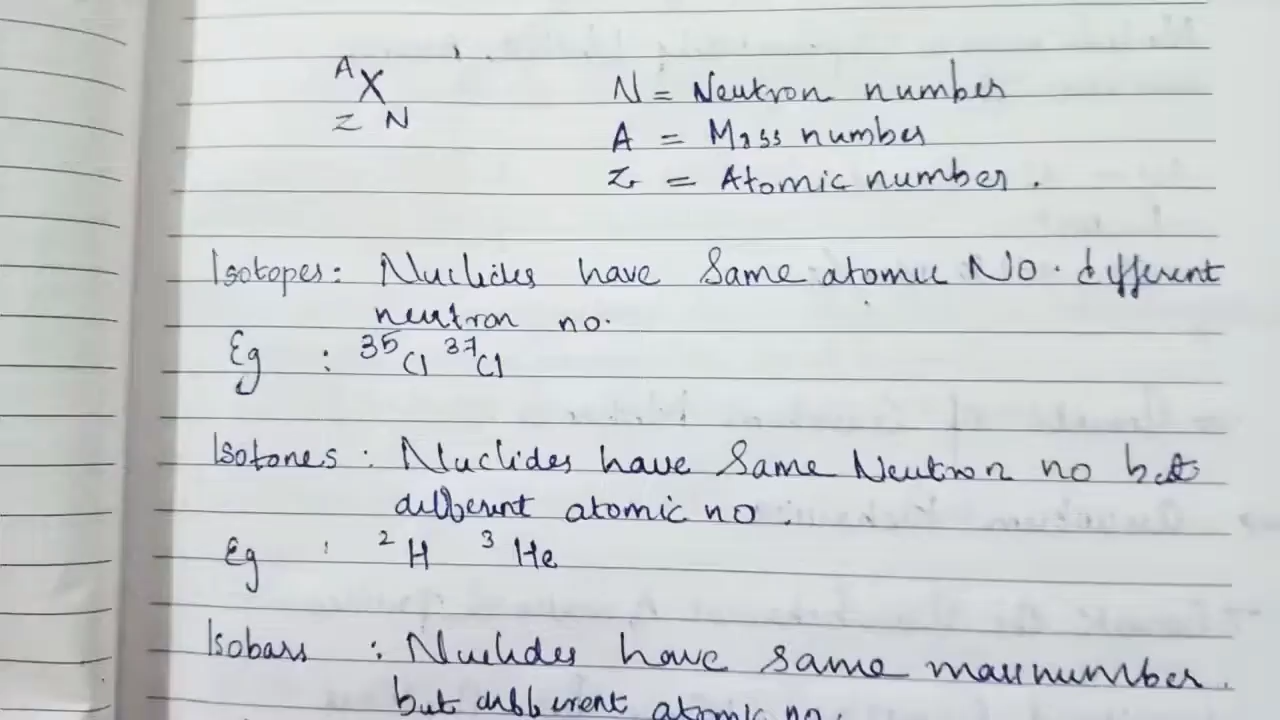 A
X
Z N
N = Neutron number
A = Mass number
Z = Atomic number.
Isotopes: Nuclides have Same atomic No. different
neutron no.
Eg : 35Cl 37Cl
Isotones : Nuclides have Same Neutron no but
different atomic no.
Eg : 2H 3He
Isobars : Nuclides have same mass number.
but different atomic no.